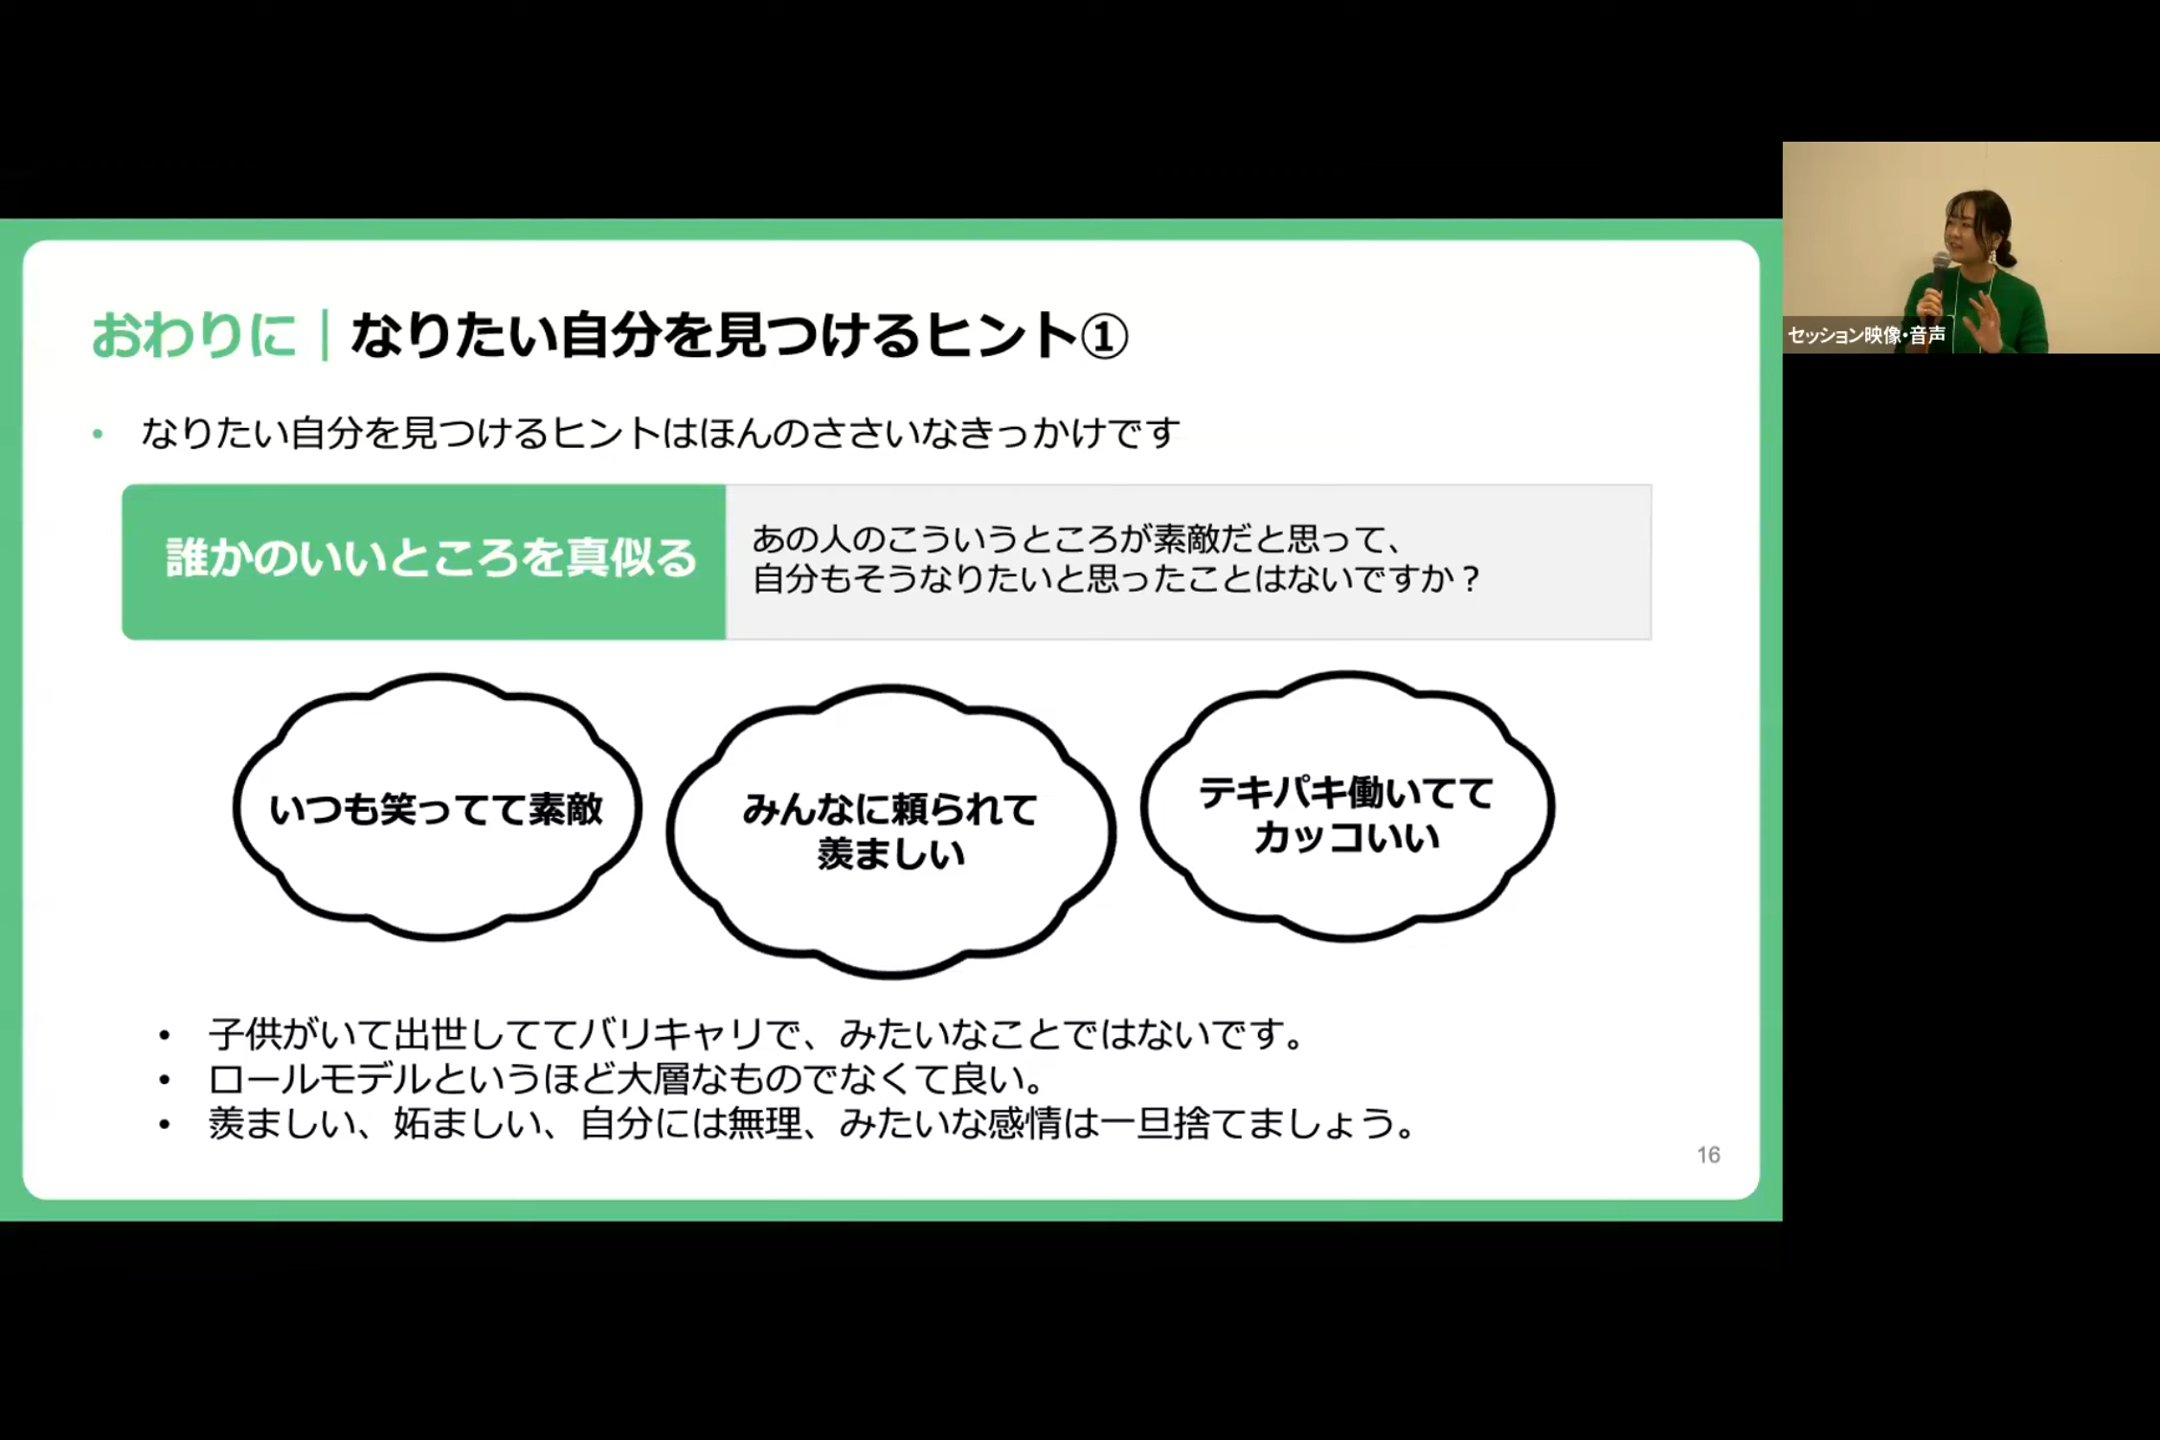 おわりに｜なりたい自分を見つけるヒント①
・ なりたい自分を見つけるヒントはほんのささいなきっかけです
誰かのいいところを真似る
あの人のこういうところが素敵だと思って、
自分もそうなりたいと思ったことはないですか？
いつも笑ってて素敵
みんなに頼られて
羨ましい
テキパキ働いてて
カッコいい
・ 子供がいて出世しててバリキャリで、みたいなことではないです。
・ ロールモデルというほど大層なものでなくて良い。
・ 羨ましい、妬ましい、自分には無理、みたいな感情は一旦捨てましょう。
16
セッション映像・音声